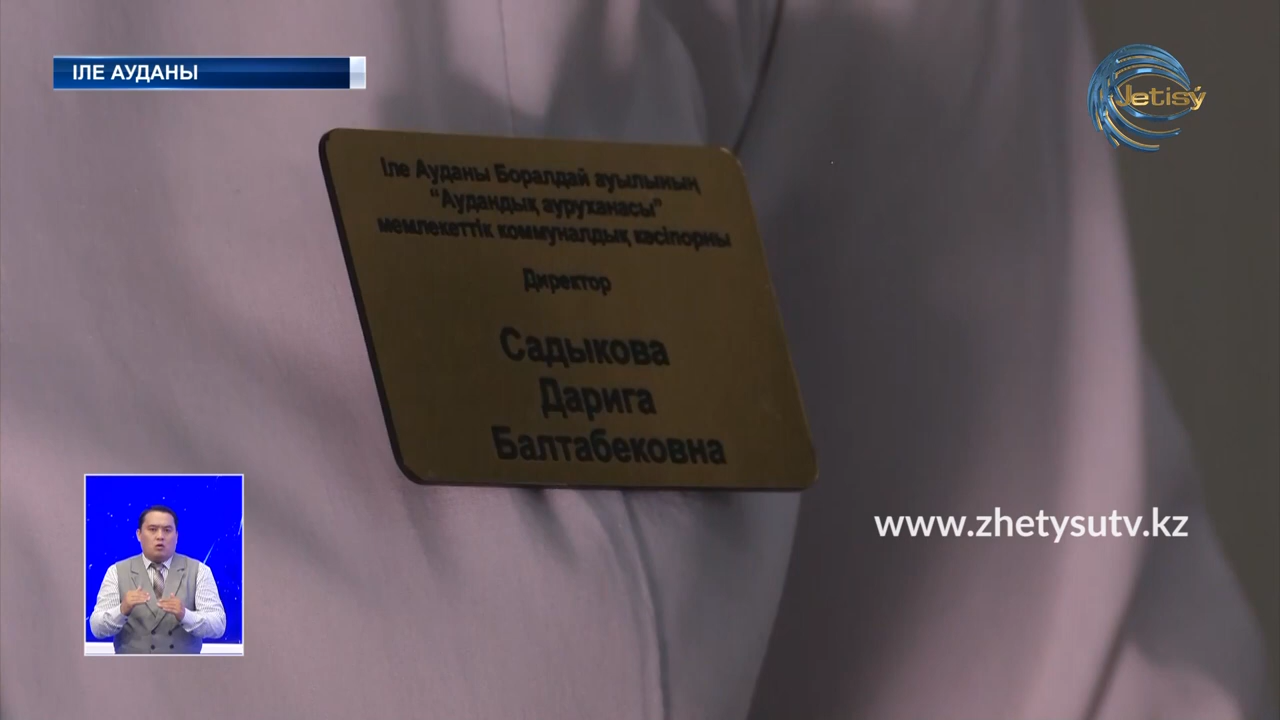 ІЛЕ АУДАНЫ
Jetisý
Іле Ауданы Боралдай ауылының
“Аудандық ауруханасы”
мемлекеттік коммуналдық кәсіпорны
Директор
Садыкова
Дарига
Балтабековна
www.zhetysutv.kz